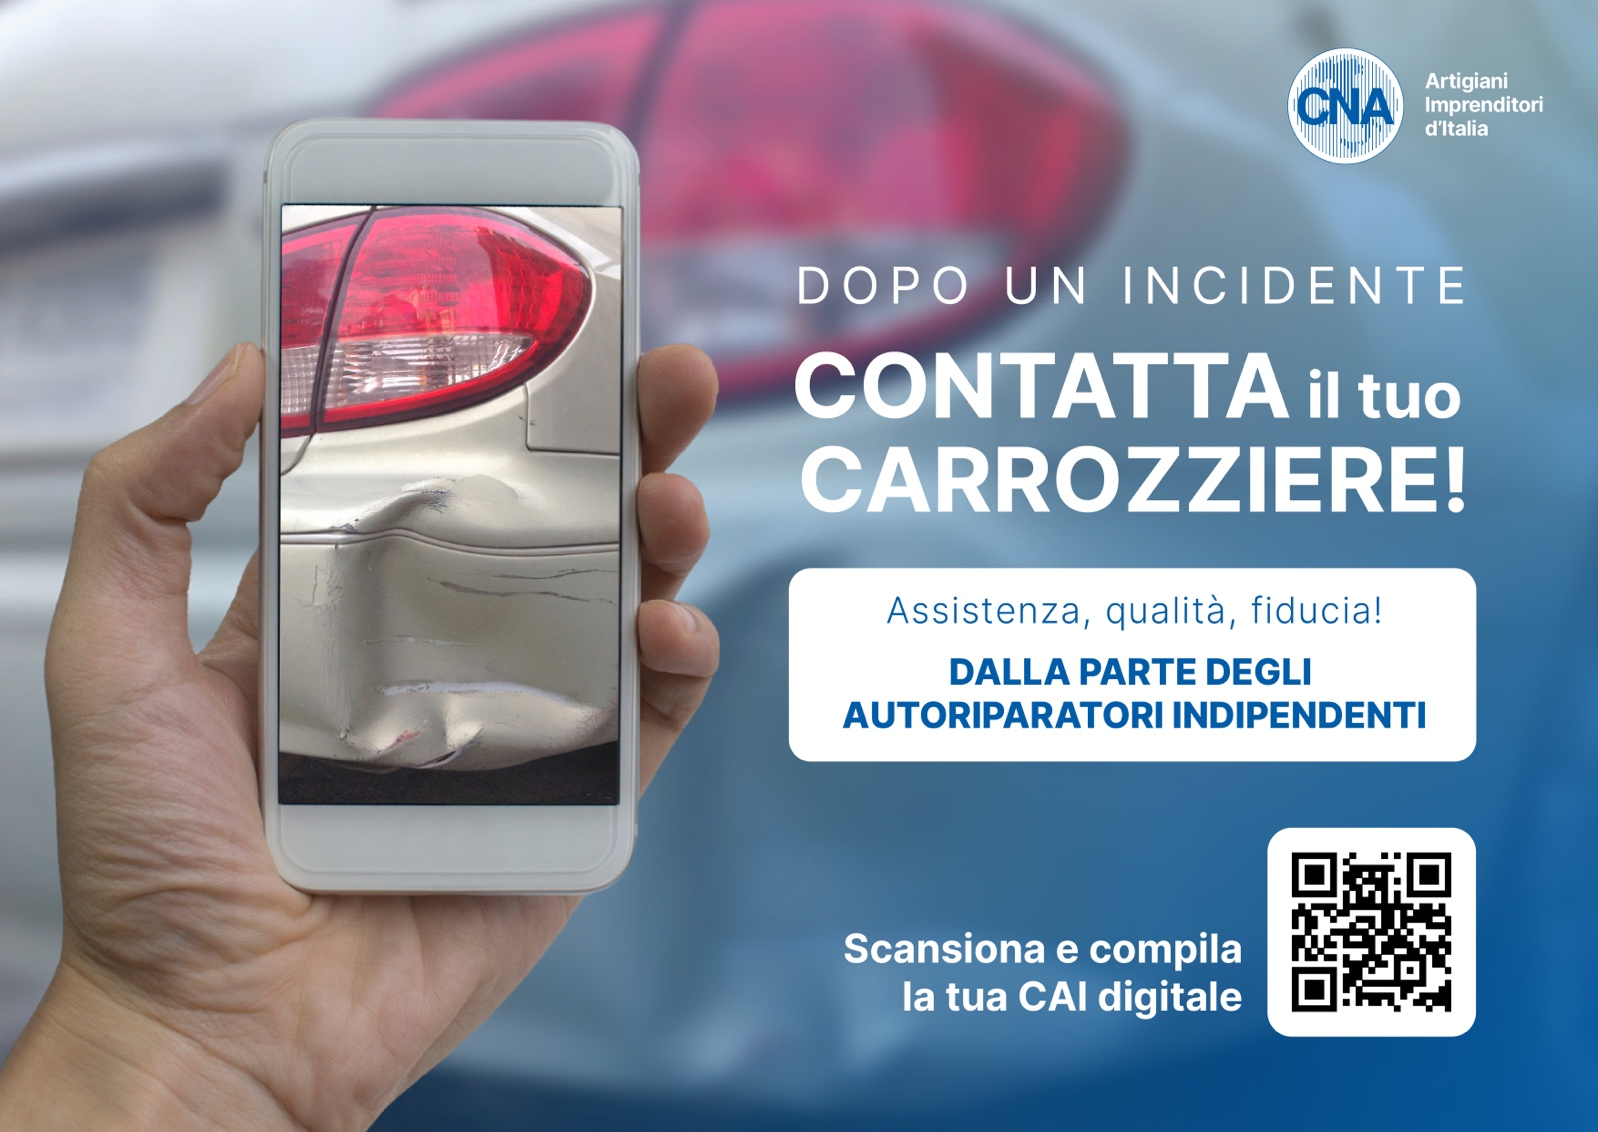 CNA
Artigiani
Imprenditori
d'Italia
DOPO UN INCIDENTE
CONTATTA il tuo
CARROZZIERE!
Assistenza, qualità, fiducia!
DALLA PARTE DEGLI
AUTORIPARATORI INDIPENDENTI
Scansiona e compila
la tua CAI digitale